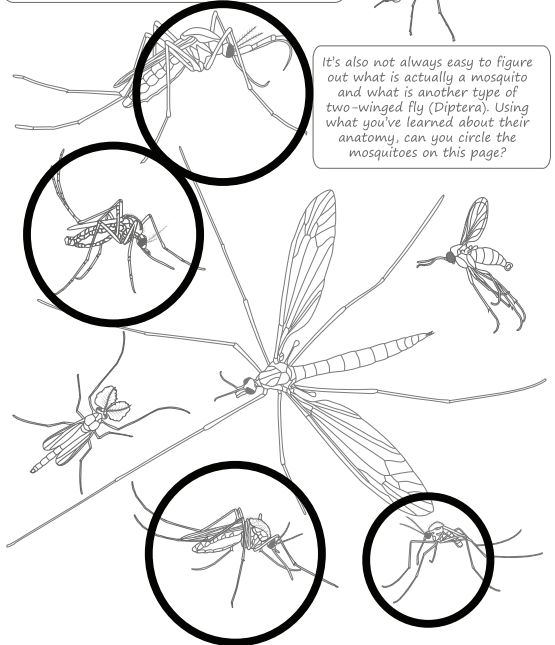 It's also not always easy to figure
out what is actually a mosquito
and what is another type of
two-winged fly (Diptera). Using
what you've learned about their
anatomy, can you circle the
mosquitoes on this page?